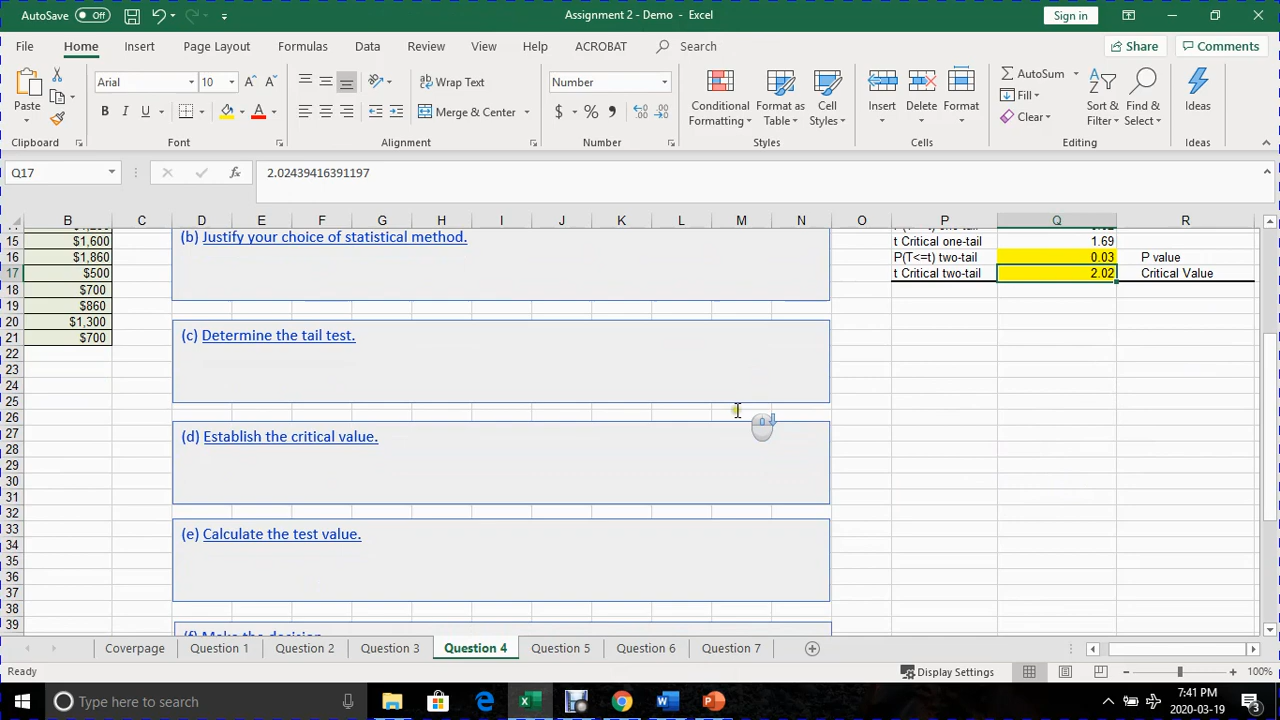 AutoSave Off
Assignment 2 - Demo - Excel
Sign in
File Home Insert Page Layout Formulas Data Review View Help ACROBAT Search Share Comments
Paste
Clipboard
Arial 10
B I U
Font
Wrap Text
Merge & Center
Alignment
Number
$ % ,
Number
Conditional Formatting
Format as Table
Cell Styles
Styles
Insert Delete Format
Cells
AutoSum
Fill
Clear
Sort & Filter
Find & Select
Editing
Ideas
Ideas
Q17
fx
2.02439416391197
B C D E F G H I J K L M N O P Q R
15 $1,600
16 $1,860
17 $500
18 $700
19 $860
20 $1,300
21 $700
22
23
24
25
26
27
28
29
30
31
32
33
34
35
36
37
38
39
(b) Justify your choice of statistical method.
(c) Determine the tail test.
(d) Establish the critical value.
(e) Calculate the test value.
(f) Make the decision
t Critical one-tail 1.69
P(T<=t) two-tail 0.03 P value
t Critical two-tail 2.02 Critical Value
Coverpage Question 1 Question 2 Question 3 Question 4 Question 5 Question 6 Question 7
Ready
Display Settings
100%
Type here to search
7:41 PM
2020-03-19
3